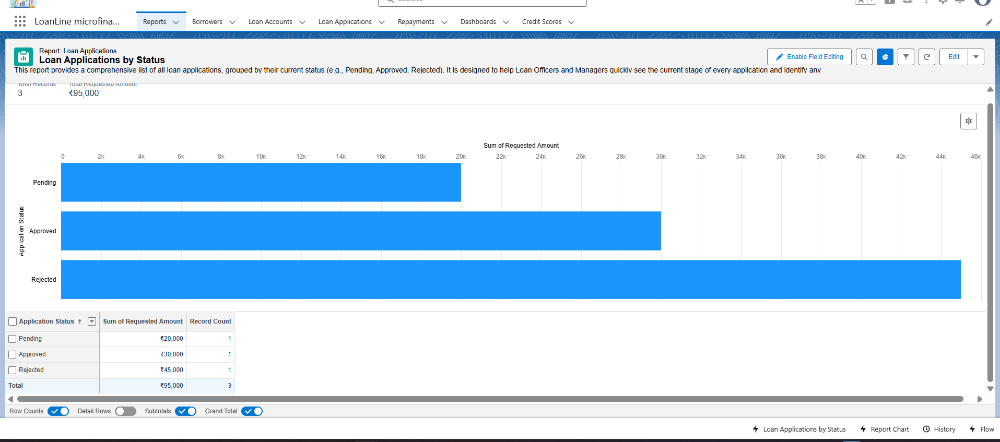 LoanLine microfina...
Reports
Borrowers
Loan Accounts
Loan Applications
Repayments
Dashboards
Credit Scores
Report: Loan Applications
Loan Applications by Status
This report provides a comprehensive list of all loan applications, grouped by their current status (e.g., Pending, Approved, Rejected). It is designed to help Loan Officers and Managers quickly see the current stage of every application and identify any
Enable Field Editing
Edit
Total Records
Total Requested Amount
3
₹95,000
Sum of Requested Amount
0 2K 4K 6K 8K 10K 12K 14K 16K 18K 20K 22K 24K 26K 28K 30K 32K 34K 36K 38K 40K 42K 44K 46K
Application Status
Pending
Approved
Rejected
Application Status ↑ Sum of Requested Amount Record Count
Pending ₹20,000 1
Approved ₹30,000 1
Rejected ₹45,000 1
Total ₹95,000 3
Row Counts Detail Rows Subtotals Grand Total
Loan Applications by Status Report Chart History Flow